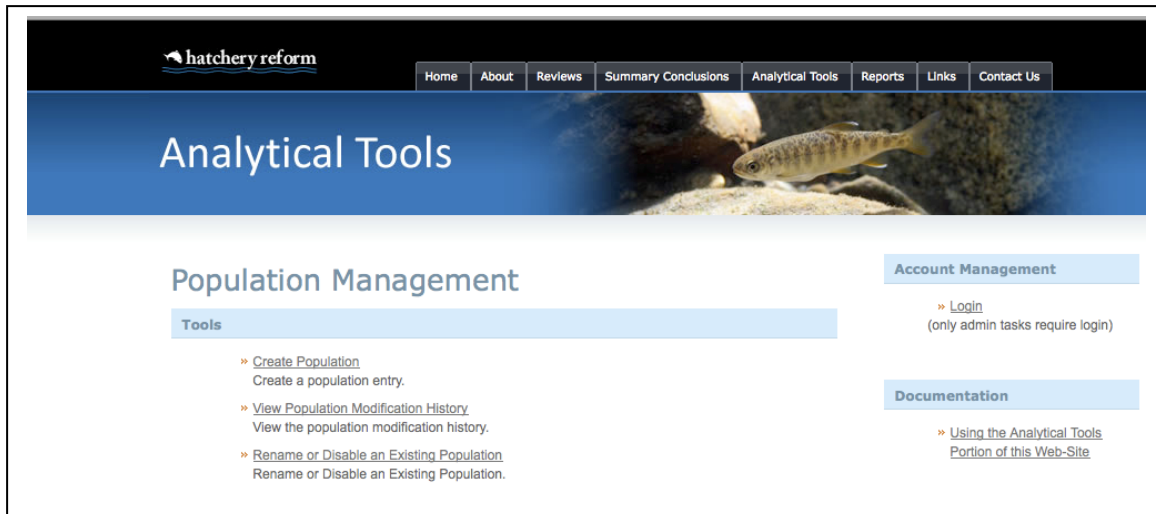 hatchery reform
Home About Reviews Summary Conclusions Analytical Tools Reports Links Contact Us
Analytical Tools
Population Management
Tools
» Create Population
Create a population entry.
» View Population Modification History
View the population modification history.
» Rename or Disable an Existing Population
Rename or Disable an Existing Population.
Account Management
» Login
(only admin tasks require login)
Documentation
» Using the Analytical Tools
Portion of this Web-Site